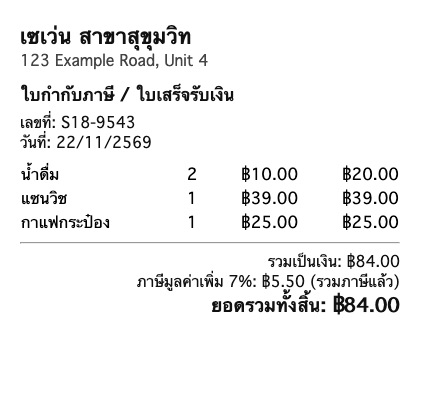 เซเว่น สาขาสุขุมวิท
123 Example Road, Unit 4
ใบกำกับภาษี / ใบเสร็จรับเงิน
เลขที่: S18-9543
วันที่: 22/11/2569
น้ำดื่ม 2 ฿10.00 ฿20.00
แซนวิช 1 ฿39.00 ฿39.00
กาแฟกระป๋อง 1 ฿25.00 ฿25.00
รวมเป็นเงิน: ฿84.00
ภาษีมูลค่าเพิ่ม 7%: ฿5.50 (รวมภาษีแล้ว)
ยอดรวมทั้งสิ้น: ฿84.00